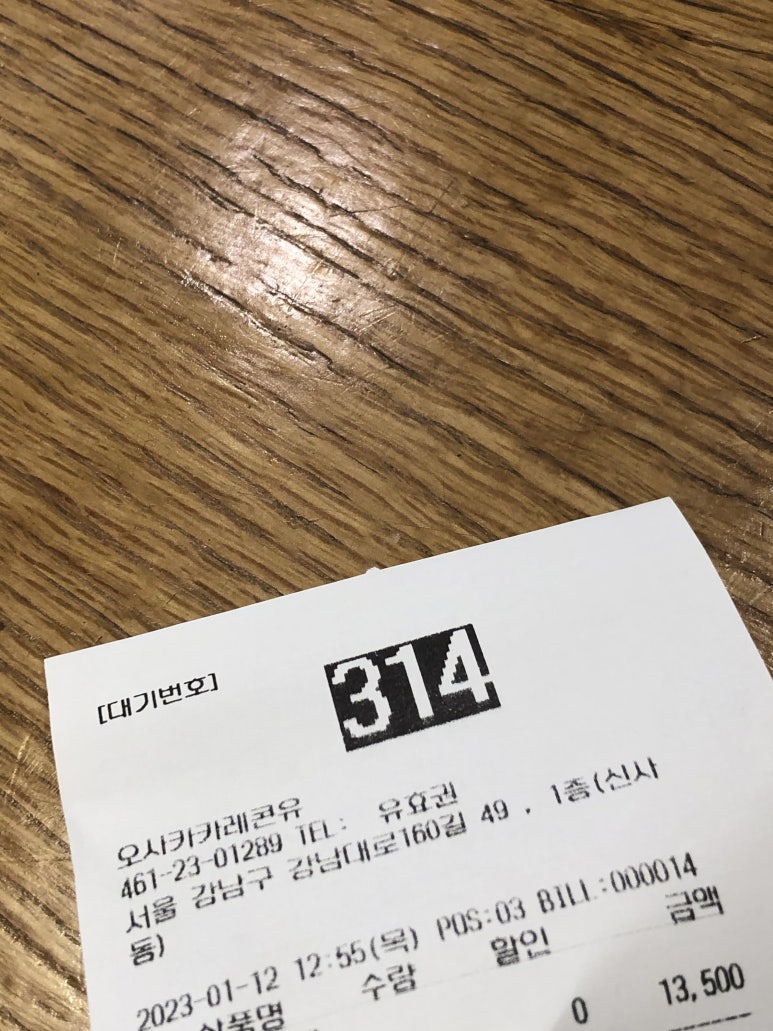 [대기번호] 314
오사카카레콘유
461-23-01289 TEL: 유효권
서울 강남구 강남대로160길 49 , 1층(신사
동)
2023-01-12 12:55(목) POS:03 BILL:000014
상품명 수량 할인 금액
0 13,500